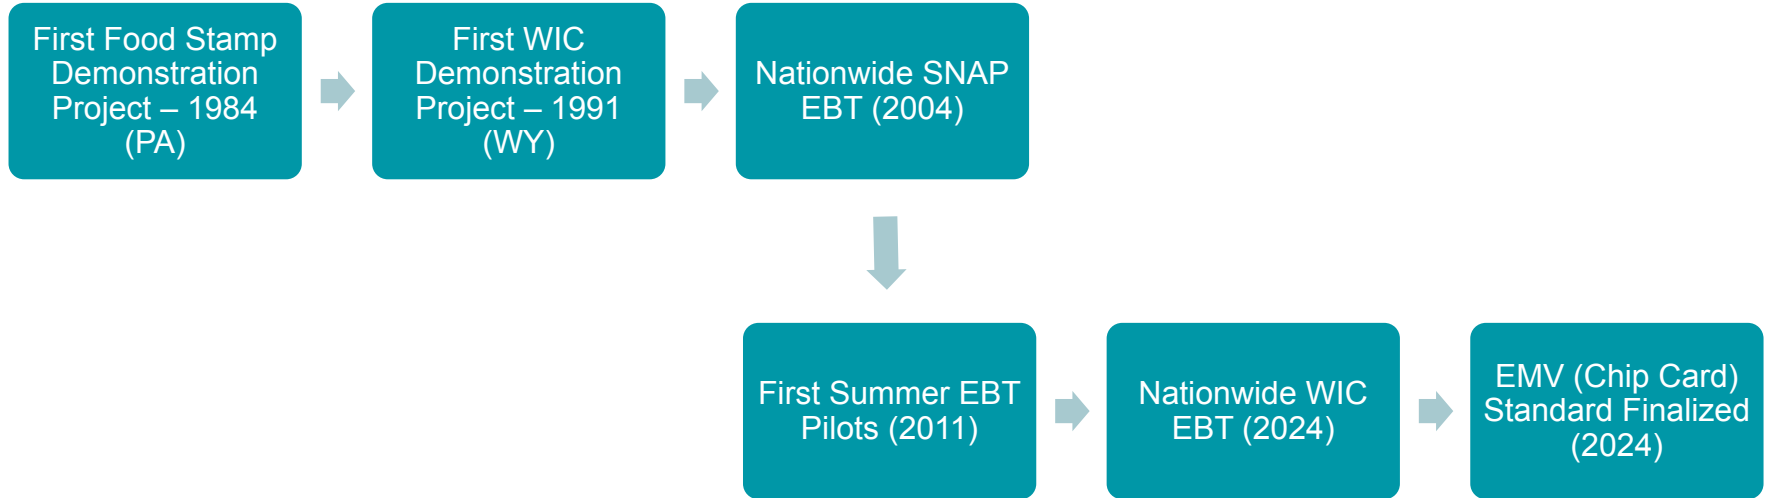 First Food Stamp
Demonstration
Project – 1984
(PA)
First WIC
Demonstration
Project – 1991
(WY)
Nationwide SNAP
EBT (2004)
First Summer EBT
Pilots (2011)
Nationwide WIC
EBT (2024)
EMV (Chip Card)
Standard Finalized
(2024)